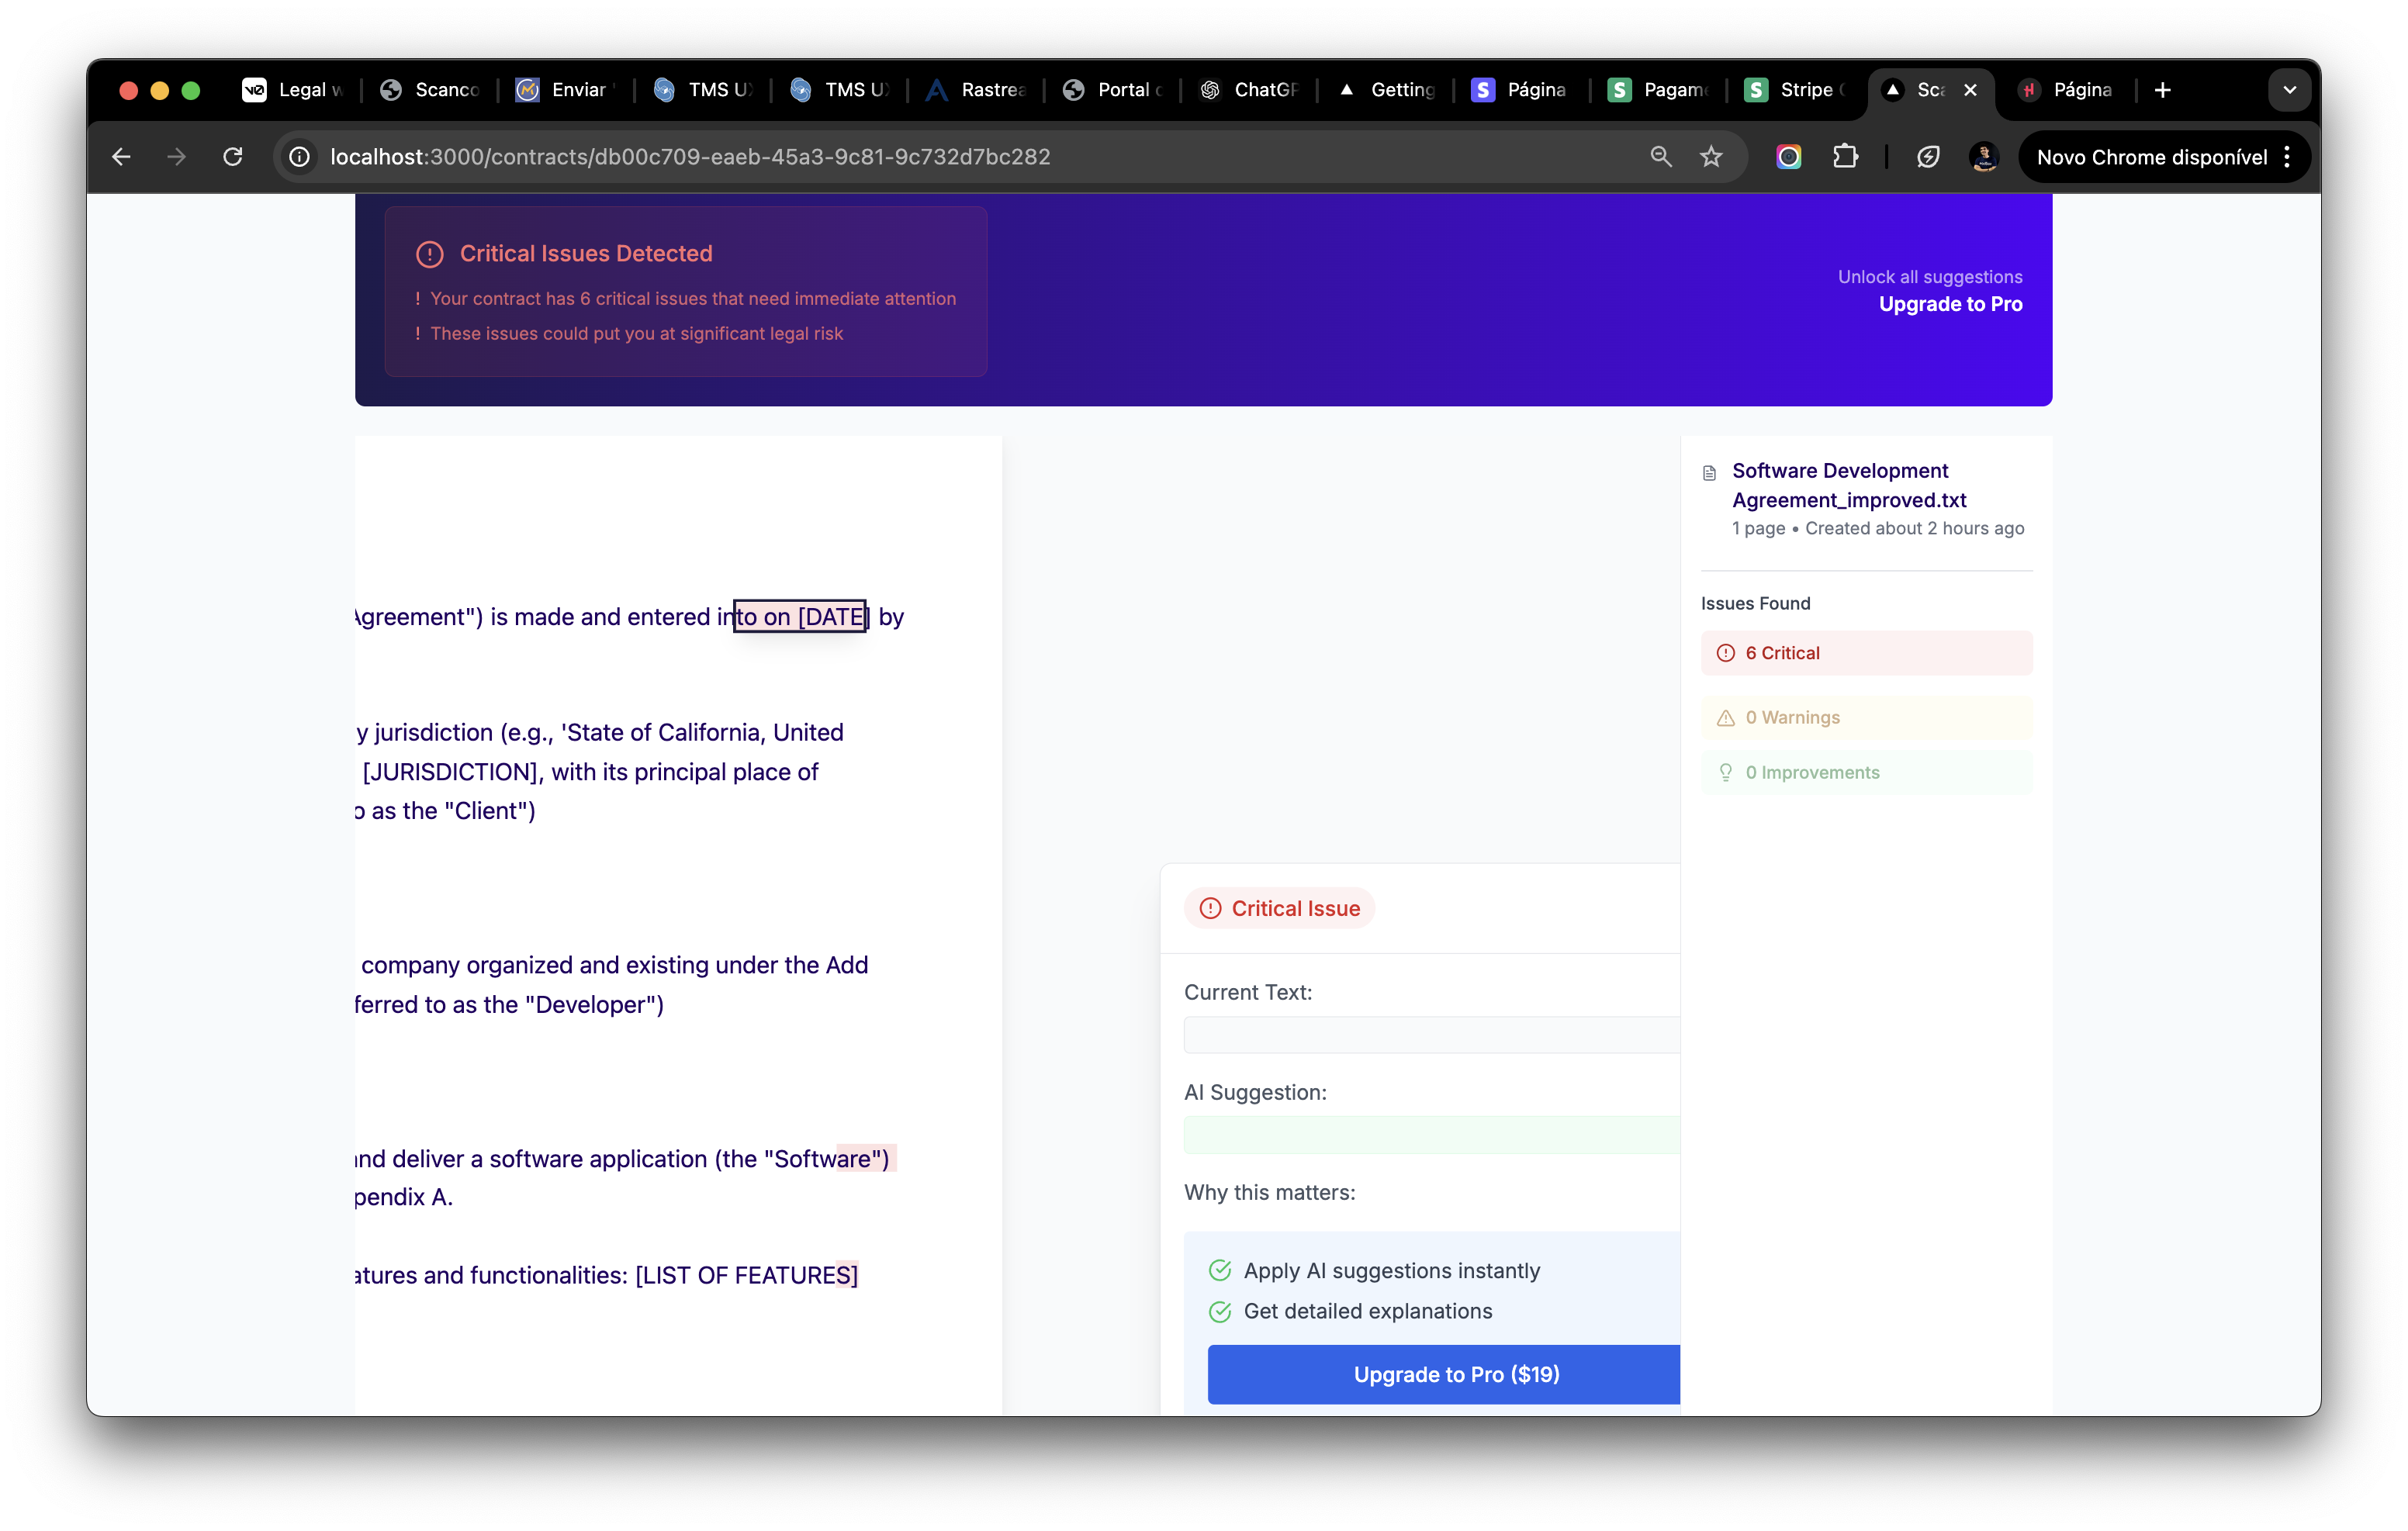 Legal w
Scanco
Enviar
TMS UX
TMS UX
Rastrea
Portal
ChatGP
Getting
Página
Pagame
Stripe
Sca
Página
localhost:3000/contracts/db00c709-eaeb-45a3-9c81-9c732d7bc282
Novo Chrome disponível
Critical Issues Detected
! Your contract has 6 critical issues that need immediate attention
! These issues could put you at significant legal risk
Unlock all suggestions
Upgrade to Pro
Agreement") is made and entered into on [DATE] by
y jurisdiction (e.g., 'State of California, United
[JURISDICTION], with its principal place of
o as the "Client")
company organized and existing under the Add
ferred to as the "Developer")
and deliver a software application (the "Software")
pendix A.
atures and functionalities: [LIST OF FEATURES]
Critical Issue
Current Text:
AI Suggestion:
Why this matters:
Apply AI suggestions instantly
Get detailed explanations
Upgrade to Pro ($19)
Software Development
Agreement_improved.txt
1 page • Created about 2 hours ago
Issues Found
6 Critical
0 Warnings
0 Improvements